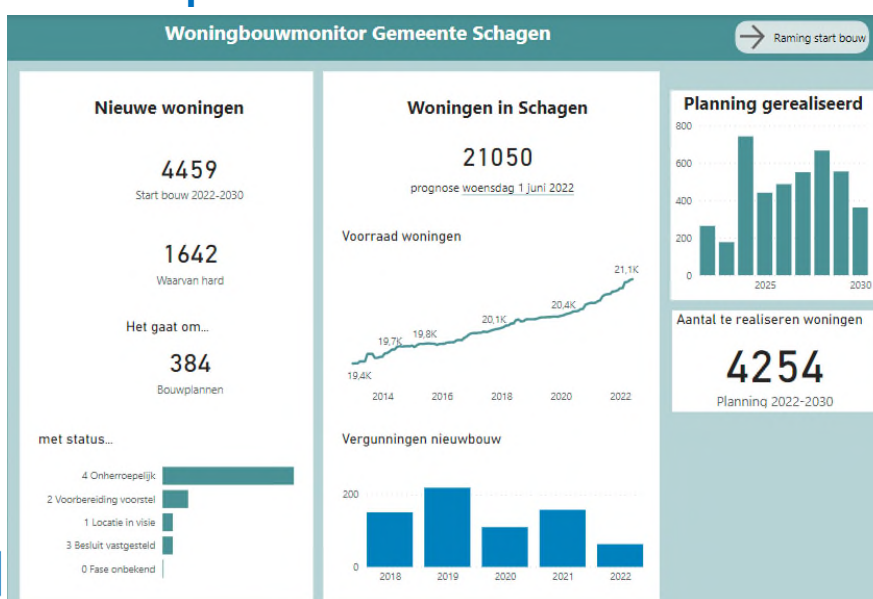 Woningbouwmonitor Gemeente Schagen
Raming start bouw
Nieuwe woningen
4459
Start bouw 2022-2030
1642
Waarvan hard
Het gaat om...
384
Bouwplannen
met status...
4 Onherroepelijk
2 Voorbereiding voorstel
1 Locatie in visie
3 Besluit vastgesteld
0 Fase onbekend
Woningen in Schagen
21050
prognose woensdag 1 juni 2022
Voorraad woningen
19,4K
19,7K
19,8K
20,1K
20,4K
21,1K
2014 2016 2018 2020 2022
Vergunningen nieuwbouw
200
0
2018 2019 2020 2021 2022
Planning gerealiseerd
800
600
400
200
0
2025 2030
Aantal te realiseren woningen
4254
Planning 2022-2030